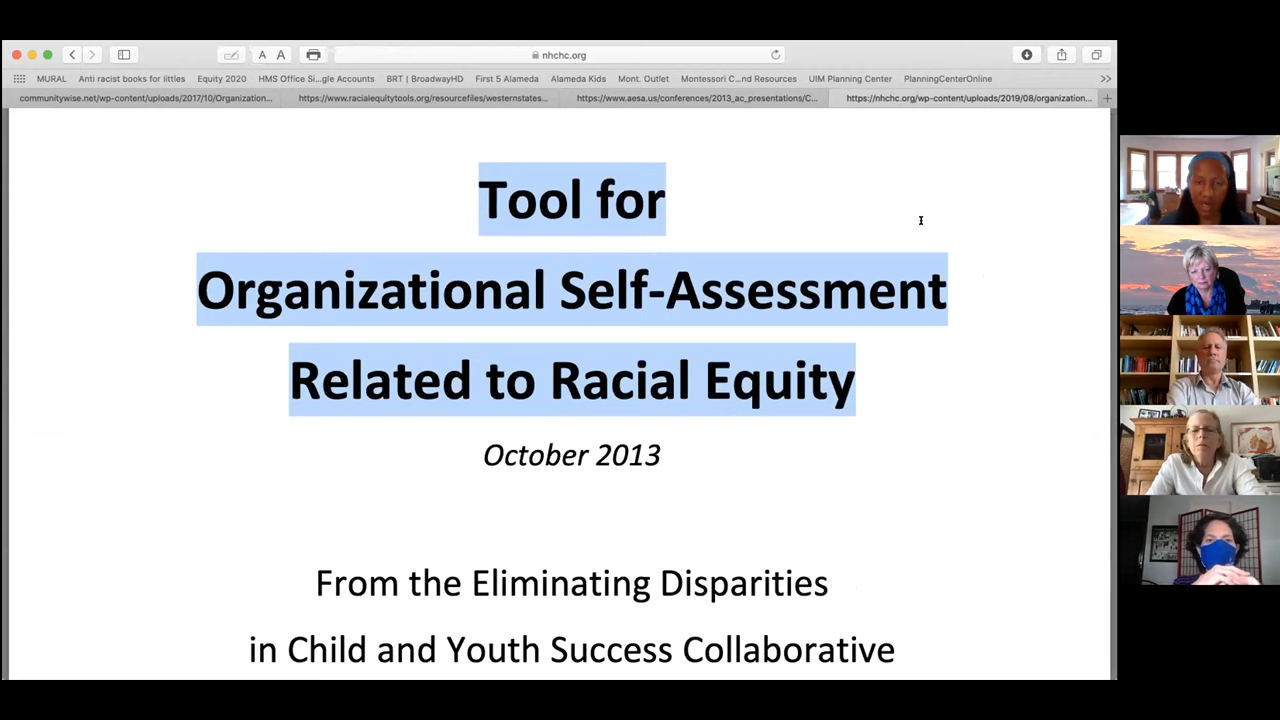 A A
nhchc.org
MURAL Anti racist books for littles Equity 2020 HMS Office Si...gle Accounts BRT | BroadwayHD First 5 Alameda Alameda Kids Mont. Outlet Montessori C...nd Resources UIM Planning Center PlanningCenterOnline
communitywise.net/wp-content/uploads/2017/10/Organization... https://www.racialequitytools.org/resourcefiles/westernstates... https://www.aesa.us/conferences/2013_ac_presentations/C... https://nhchc.org/wp-content/uploads/2019/08/organization...
Tool for
Organizational Self-Assessment
Related to Racial Equity
October 2013
From the Eliminating Disparities
in Child and Youth Success Collaborative